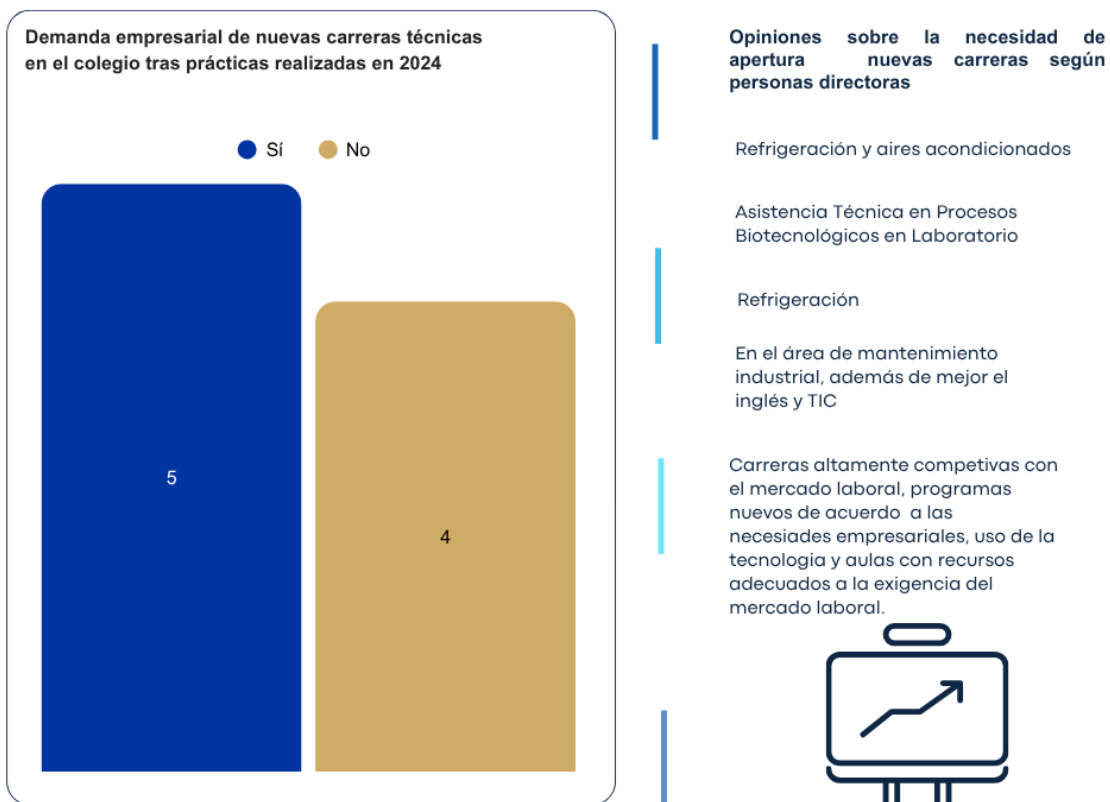 Demanda empresarial de nuevas carreras técnicas
en el colegio tras prácticas realizadas en 2024
Sí No
5
4
Opiniones sobre la necesidad de
apertura nuevas carreras según
personas directoras
Refrigeración y aires acondicionados
Asistencia Técnica en Procesos
Biotecnológicos en Laboratorio
Refrigeración
En el área de mantenimiento
industrial, además de mejor el
inglés y TIC
Carreras altamente competivas con
el mercado laboral, programas
nuevos de acuerdo a las
necesiades empresariales, uso de la
tecnologia y aulas con recursos
adecuados a la exigencia del
mercado laboral.